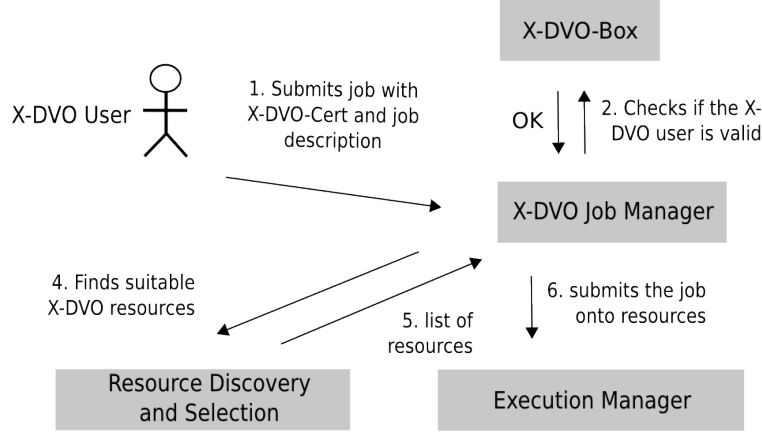 X-DVO-Box
X-DVO User
1. Submits job with
X-DVO-Cert and job
description
OK
2. Checks if the X-
DVO user is valid
X-DVO Job Manager
4. Finds suitable
X-DVO resources
5. list of
resources
6. submits the job
onto resources
Resource Discovery
and Selection
Execution Manager